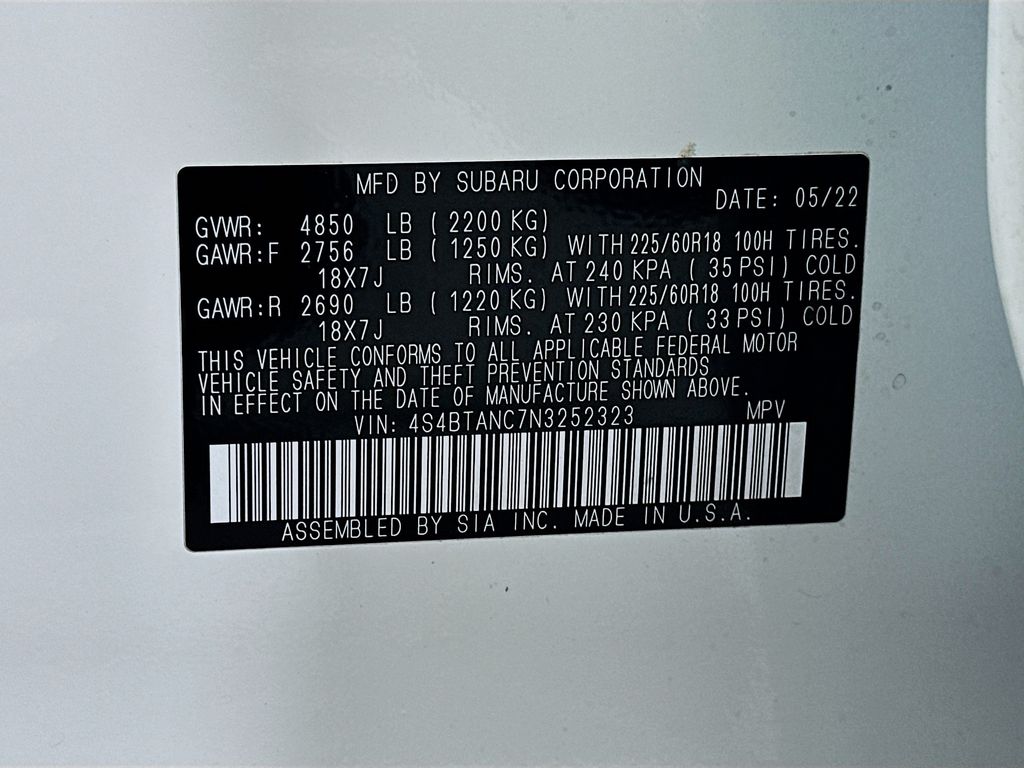 MFD BY SUBARU CORPORATION
DATE: 05/22
GVWR: 4850 LB ( 2200 KG)
GAWR:F 2756 LB ( 1250 KG) WITH 225/60R18 100H TIRES.
18X7J RIMS. AT 240 KPA ( 35 PSI) COLD
GAWR:R 2690 LB ( 1220 KG) WITH 225/60R18 100H TIRES.
18X7J RIMS. AT 230 KPA ( 33 PSI) COLD
THIS VEHICLE CONFORMS TO ALL APPLICABLE FEDERAL MOTOR
VEHICLE SAFETY AND THEFT PREVENTION STANDARDS
IN EFFECT ON THE DATE OF MANUFACTURE SHOWN ABOVE.
VIN: 4S4BTANC7N3252323 MPV
ASSEMBLED BY SIA INC. MADE IN U.S.A.